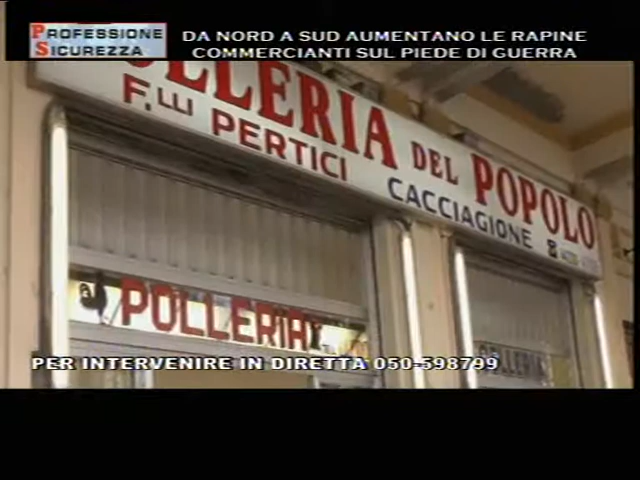 PROFESSIONE
SICUREZZA
DA NORD A SUD AUMENTANO LE RAPINE
COMMERCIANTI SUL PIEDE DI GUERRA
OLLERIA DEL POPOLO
F.LLI PERTICI
CACCIAGIONE
POLLERIA
POLLERIA
PER INTERVENIRE IN DIRETTA 050-598799